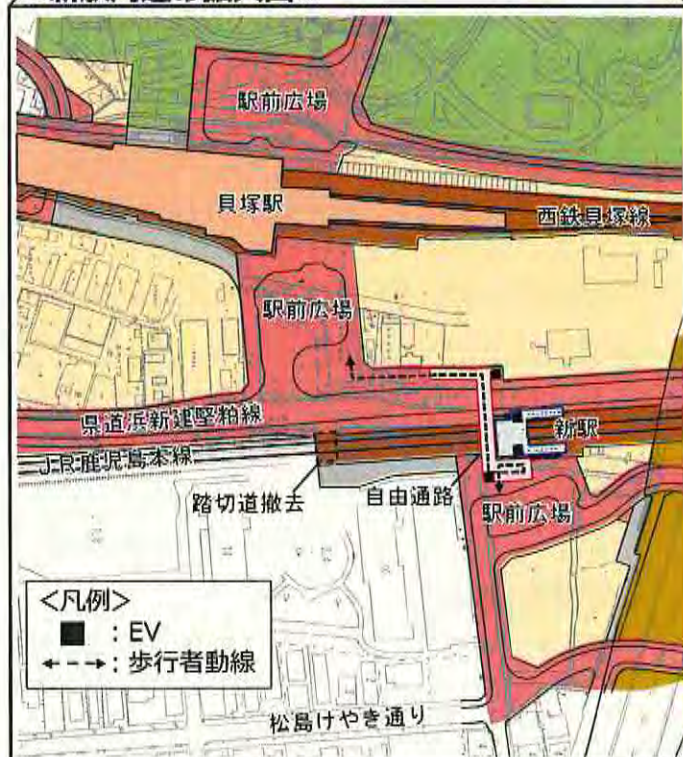 駅前広場
貝塚駅
西鉄貝塚線
駅前広場
県道浜新建堅粕線
新駅
JR鹿児島本線
踏切道撤去
自由通路
駅前広場
<凡例>
■ : EV
◂--▸ : 歩行者動線
松島けやき通り